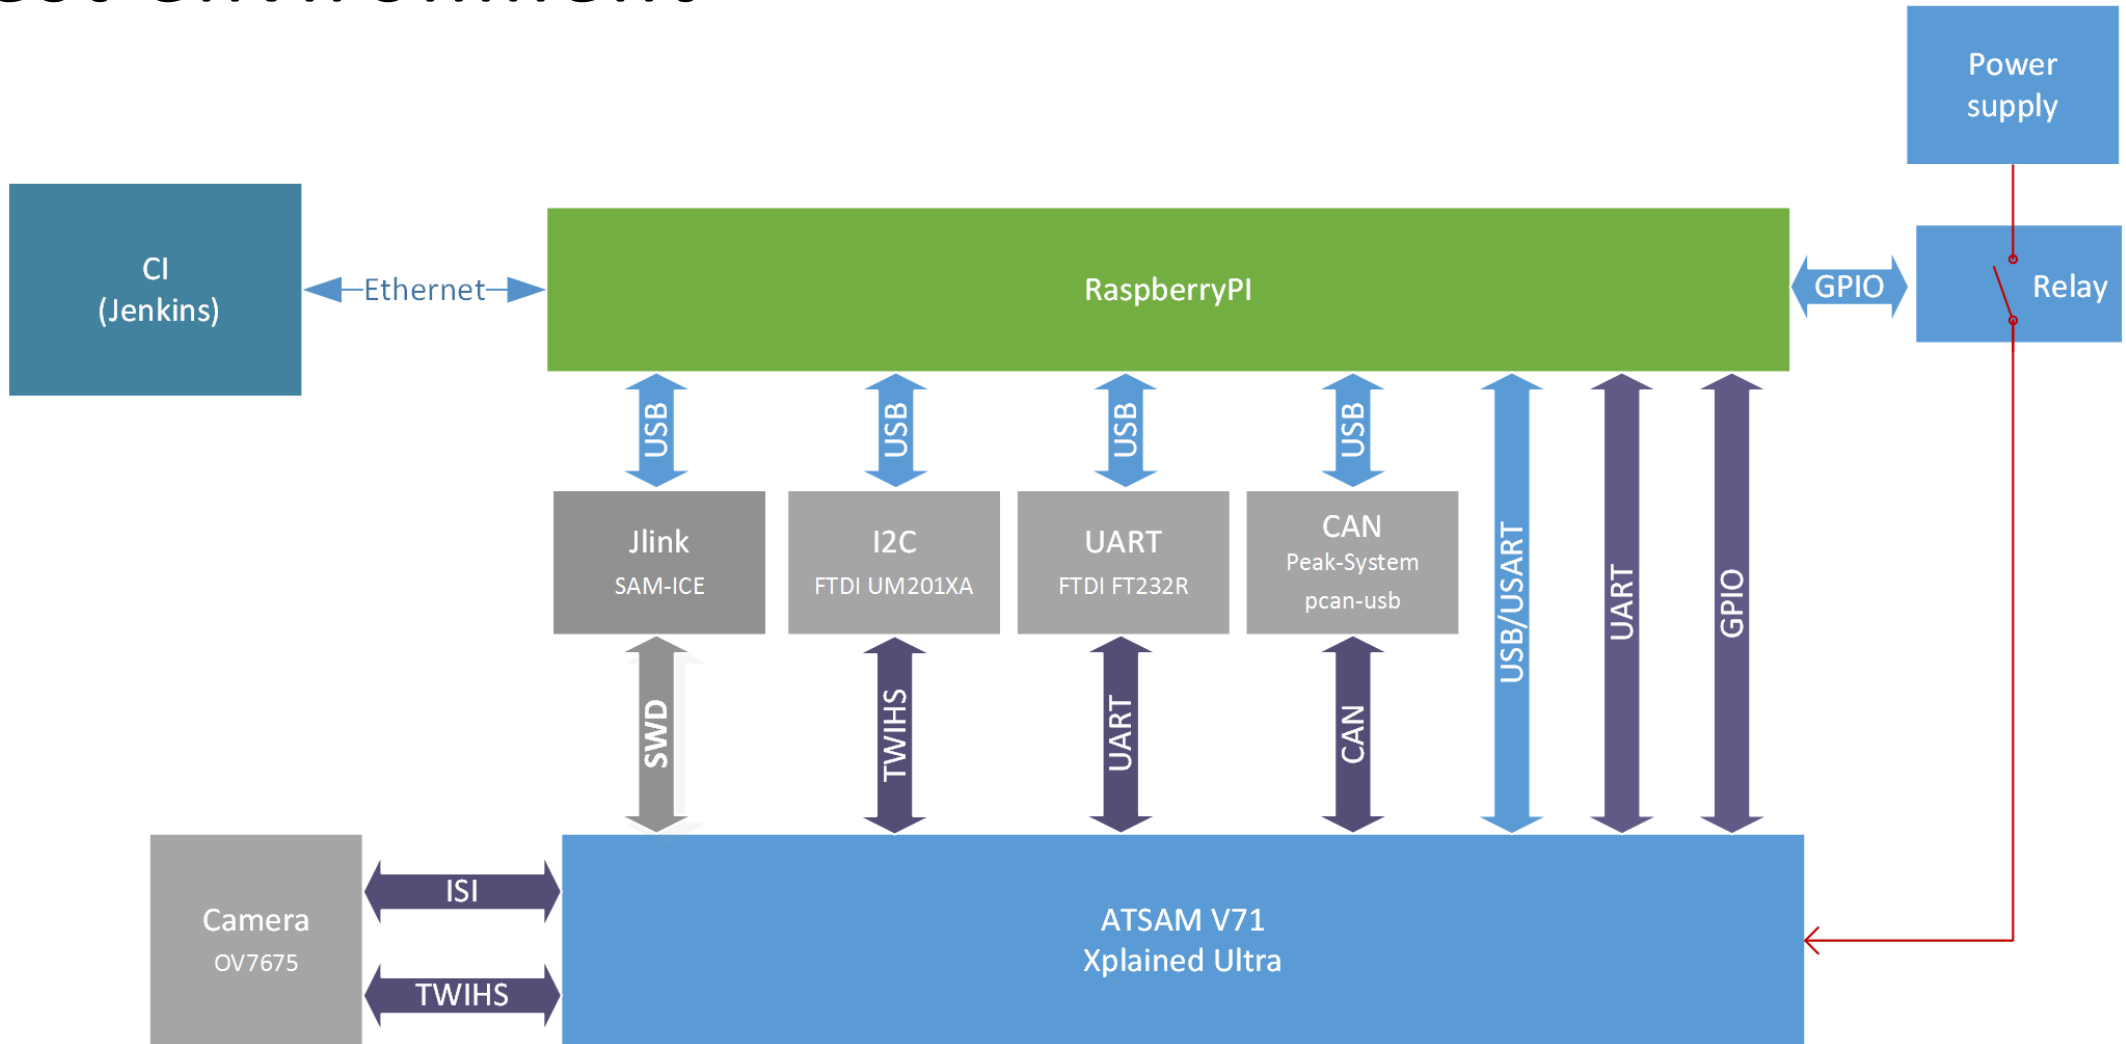 Power
supply
CI
(Jenkins)
Ethernet
RaspberryPI
GPIO
Relay
USB
USB
USB
USB
Jlink
SAM-ICE
I2C
FTDI UM201XA
UART
FTDI FT232R
CAN
Peak-System
pcan-usb
USB/USART
UART
GPIO
SWD
TWIHS
UART
CAN
Camera
OV7675
ISI
TWIHS
ATSAM V71
Xplained Ultra